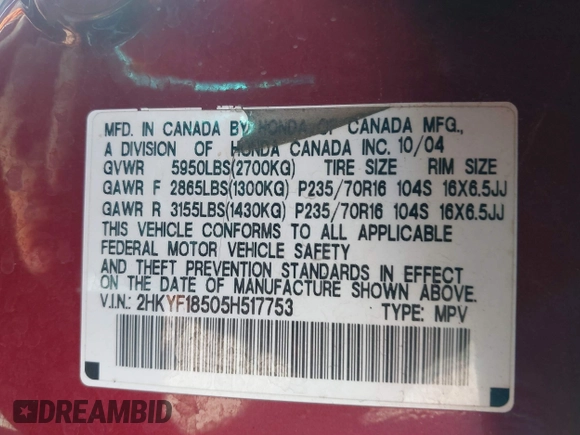 MFD. IN CANADA BY HONDA OF CANADA MFG.,
A DIVISION OF HONDA CANADA INC. 10/04
GVWR 5950LBS(2700KG) TIRE SIZE RIM SIZE
GAWR F 2865LBS(1300KG) P235/70R16 104S 16X6.5JJ
GAWR R 3155LBS(1430KG) P235/70R16 104S 16X6.5JJ
THIS VEHICLE CONFORMS TO ALL APPLICABLE
FEDERAL MOTOR VEHICLE SAFETY
AND THEFT PREVENTION STANDARDS IN EFFECT
ON THE DATE OF MANUFACTURE SHOWN ABOVE.
V.I.N.: 2HKYF18505H517753 TYPE: MPV
DREAMBID